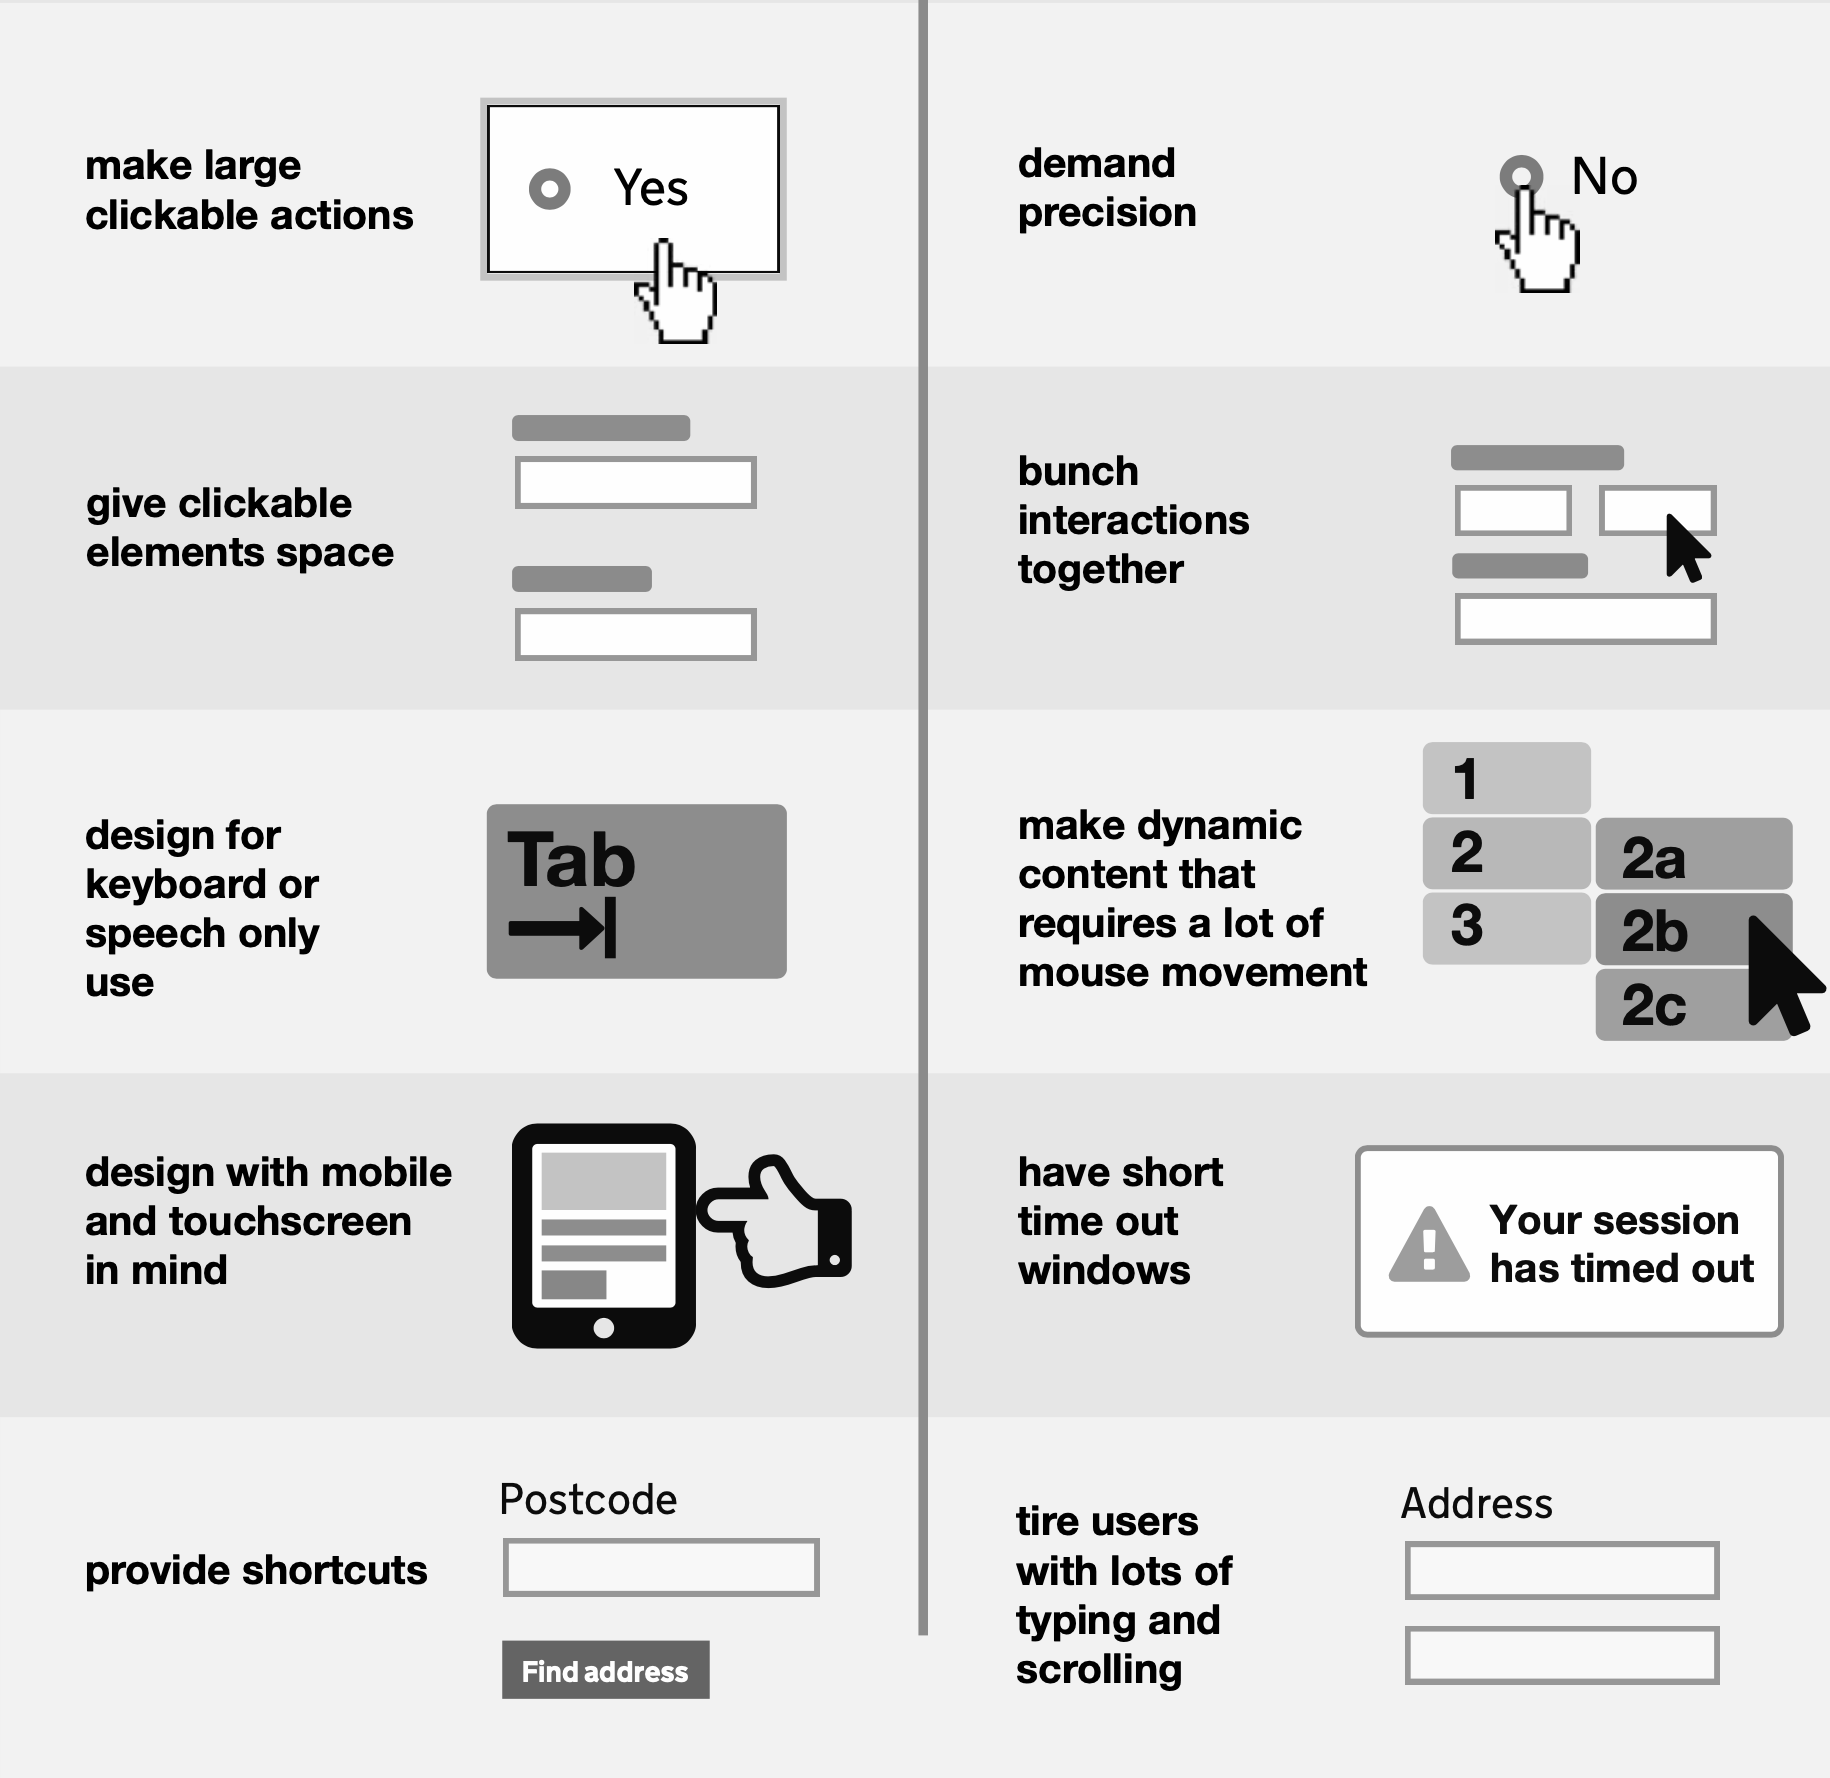 make large
clickable actions
Yes
demand
precision
No
give clickable
elements space
bunch
interactions
together
design for
keyboard or
speech only
use
Tab
make dynamic
content that
requires a lot of
mouse movement
1
2
3
2a
2b
2c
design with mobile
and touchscreen
in mind
have short
time out
windows
Your session
has timed out
provide shortcuts
Postcode
Find address
tire users
with lots of
typing and
scrolling
Address